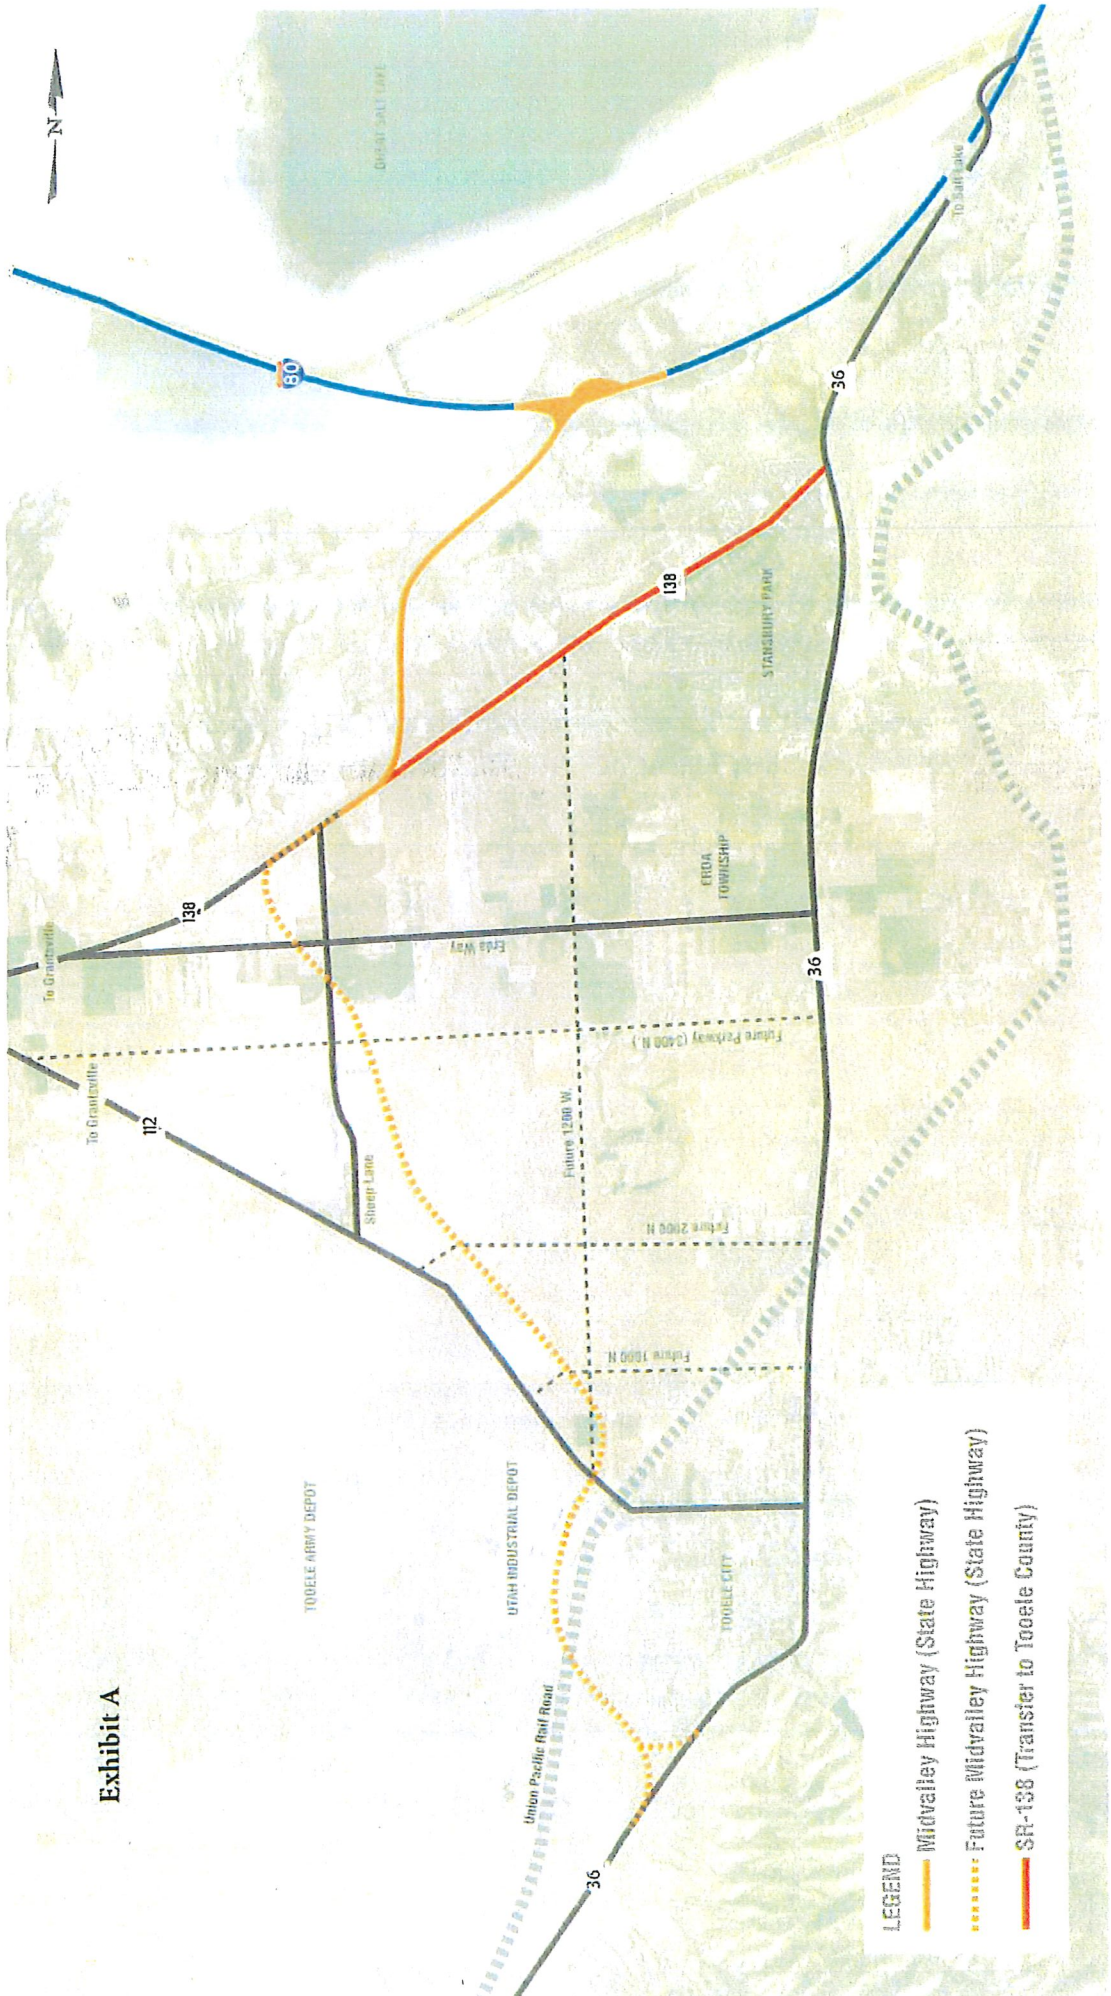 Exhibit A
N
GREAT SALT LAKE
80
To Salt Lake
36
138
STANSBURY PARK
138
To Grantsville
Erda Way
ERDA
TOWNSHIP
36
Future Parkway (3400 N.)
To Grantsville
112
Sheep Lane
Future 1200 W.
Future 2000 N.
Future 1000 N.
TOOELE ARMY DEPOT
UTAH INDUSTRIAL DEPOT
TOOELE CITY
Union Pacific Rail Road
36
LEGEND
Midvalley Highway (State Highway)
Future Midvalley Highway (State Highway)
SR-138 (Transfer to Tooele County)